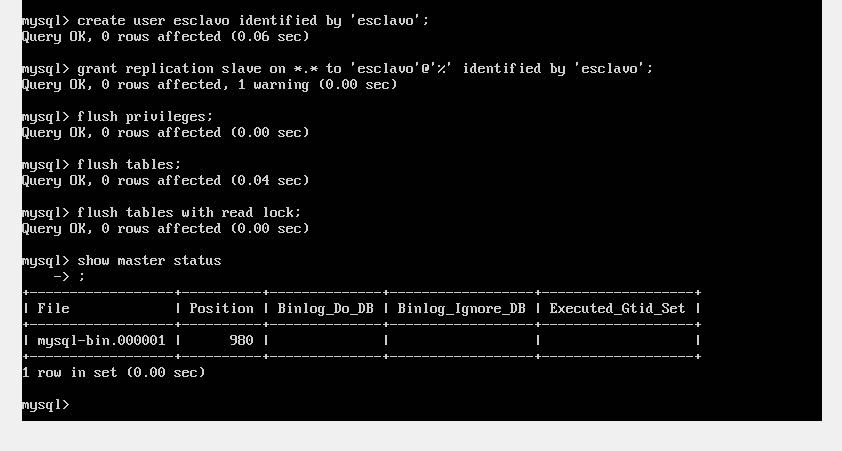 mysql> create user esclavo identified by 'esclavo';
Query OK, 0 rows affected (0.06 sec)
mysql> grant replication slave on *.* to 'esclavo'@'%' identified by 'esclavo';
Query OK, 0 rows affected, 1 warning (0.00 sec)
mysql> flush privileges;
Query OK, 0 rows affected (0.00 sec)
mysql> flush tables;
Query OK, 0 rows affected (0.04 sec)
mysql> flush tables with read lock;
Query OK, 0 rows affected (0.00 sec)
mysql> show master status
    -> ;
+------------------+----------+--------------+------------------+-------------------+
| File             | Position | Binlog_Do_DB | Binlog_Ignore_DB | Executed_Gtid_Set |
+------------------+----------+--------------+------------------+-------------------+
| mysql-bin.000001 |      980 |              |                  |                   |
+------------------+----------+--------------+------------------+-------------------+
1 row in set (0.00 sec)
mysql>